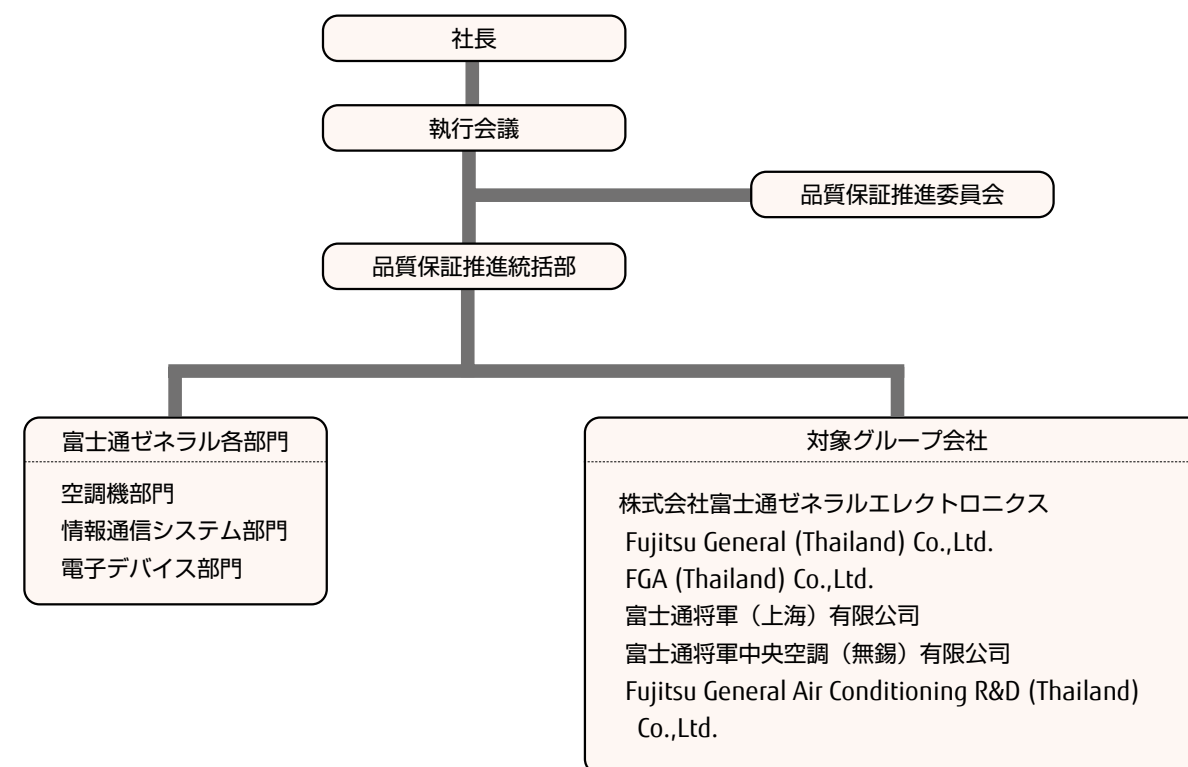 社長
執行会議
品質保証推進委員会
品質保証推進統括部
富士通ゼネラル各部門
空調機部門
情報通信システム部門
電子デバイス部門
対象グループ会社
株式会社富士通ゼネラルエレクトロニクス
Fujitsu General (Thailand) Co.,Ltd.
FGA (Thailand) Co.,Ltd.
富士通将軍（上海）有限公司
富士通将軍中央空調（無錫）有限公司
Fujitsu General Air Conditioning R&D (Thailand)
Co.,Ltd.